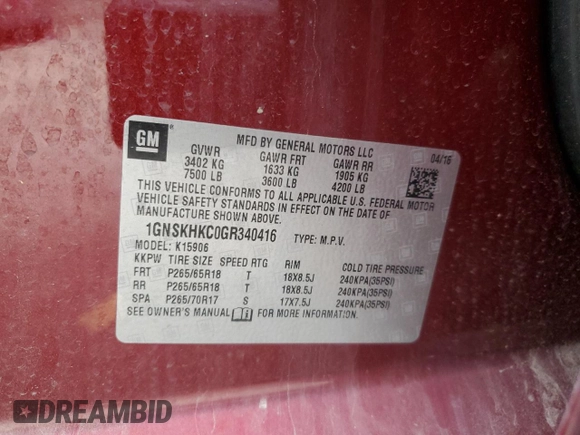 GM
MFD BY GENERAL MOTORS LLC
GVWR GAWR FRT GAWR RR 04/16
3402 KG 1633 KG 1905 KG
7500 LB 3600 LB 4200 LB
THIS VEHICLE CONFORMS TO ALL APPLICABLE U.S. FEDERAL MOTOR
VEHICLE SAFETY STANDARDS IN EFFECT ON THE DATE OF
MANUFACTURE SHOWN ABOVE.
1GNSKHKC0GR340416 TYPE: M.P.V.
MODEL: K15906
KKPW TIRE SIZE SPEED RTG RIM COLD TIRE PRESSURE
FRT P265/65R18 T 18X8.5J 240KPA(35PSI)
RR P265/65R18 T 18X8.5J 240KPA(35PSI)
SPA P265/70R17 S 17X7.5J 240KPA(35PSI)
SEE OWNER'S MANUAL FOR MORE INFORMATION.
DREAMBID